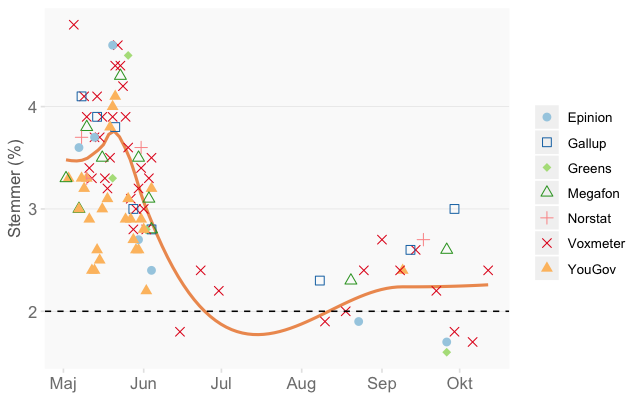 Stemmer (%)
4
3
2
Maj Jun Jul Aug Sep Okt
Epinion
Gallup
Greens
Megafon
Norstat
Voxmeter
YouGov